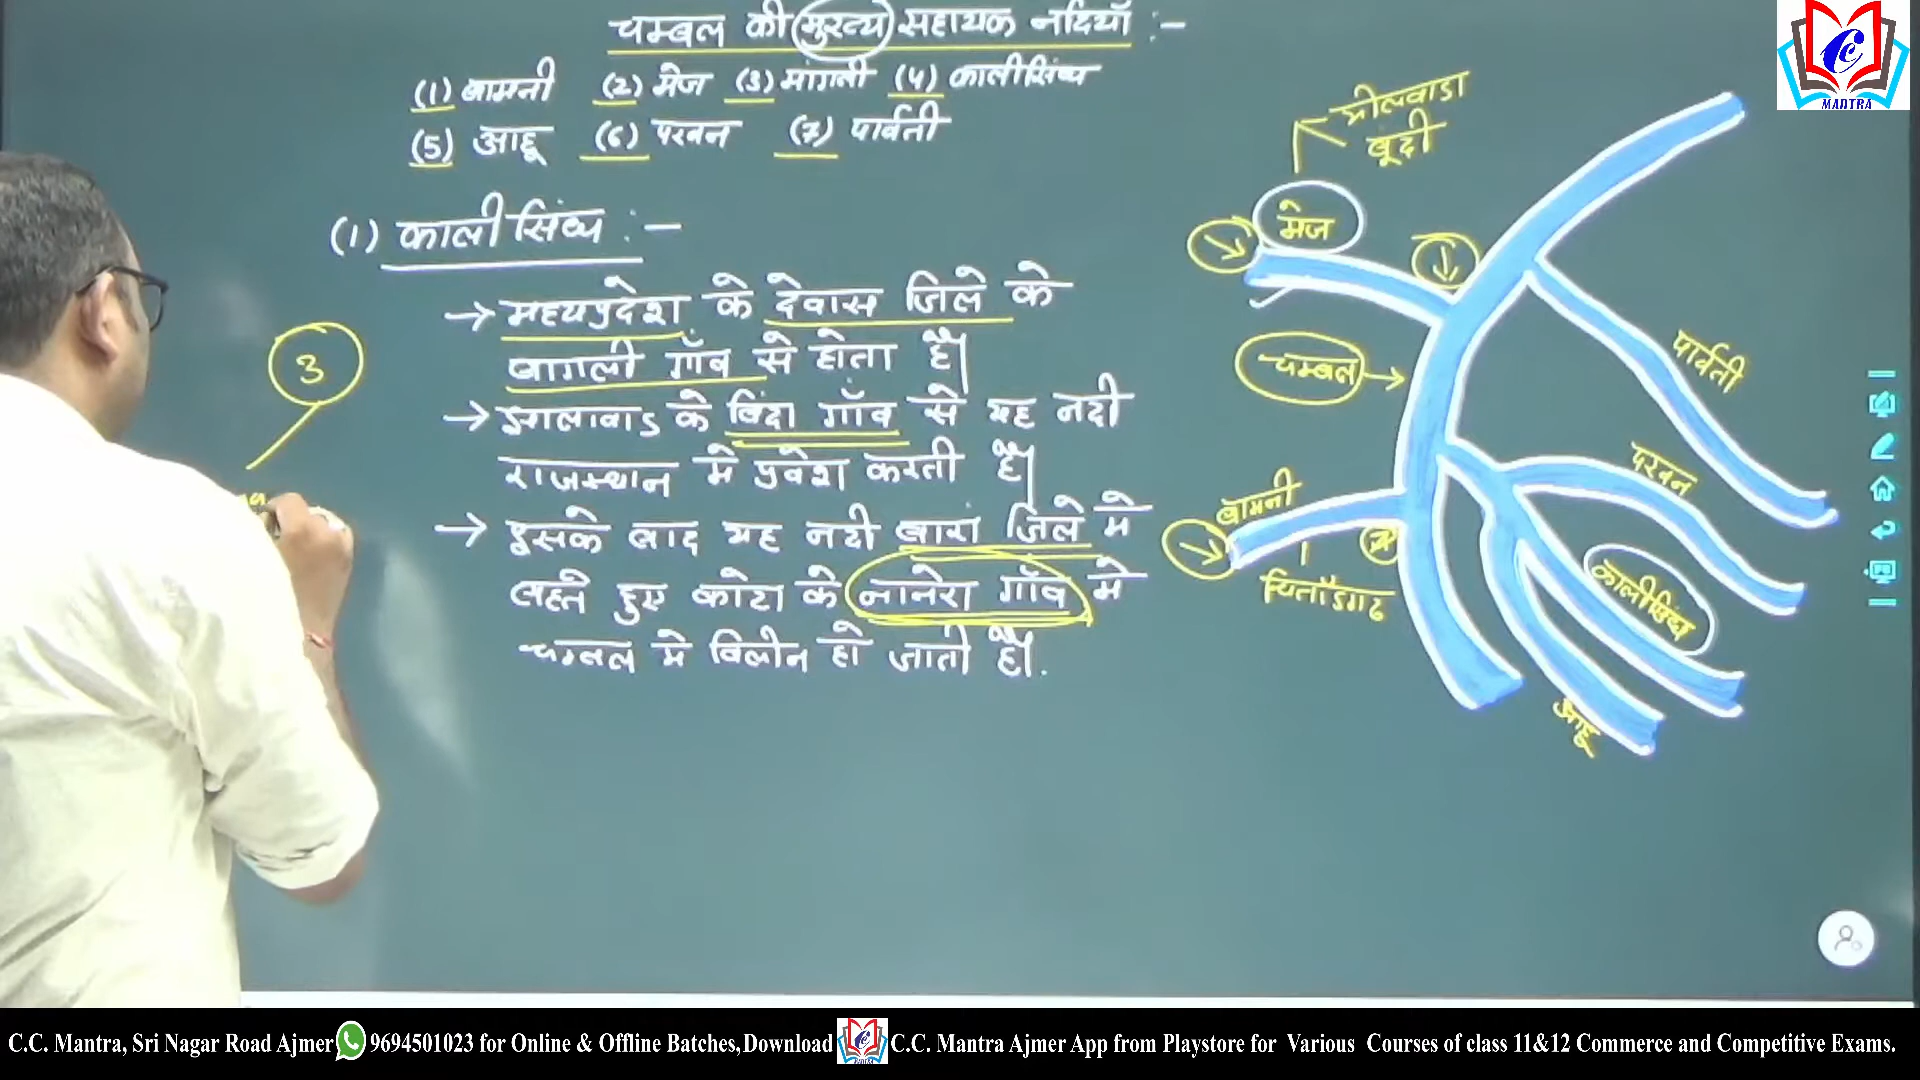 चम्बल की मुख्य सहायक नदियाँ :-
(1) बामनी (2) मेज (3) मांगली (4) कालीसिंध
(5) आहू (6) परवन (7) पार्वती
(1) कालीसिंध :-
→ मध्यप्रदेश के देवास जिले के
बागली गाँव से होता है।
→ झालावाड के बिंदा गाँव से यह नदी
राजस्थान मे प्रवेश करती है।
→ इसके बाद यह नदी बारां जिले मे
बहते हुए कोटा के नानेरा गाँव मे
चम्बल मे विलीन हो जाती है।
3
भीलवाडा
बूंदी
मेज
चम्बल →
पार्वती
परवन
बामनी
चितौडगढ
कालीसिंध
आहू
C
MANTRA
C.C. Mantra, Sri Nagar Road Ajmer 9694501023 for Online & Offline Batches, Download C.C. Mantra Ajmer App from Playstore for Various Courses of class 11&12 Commerce and Competitive Exams.